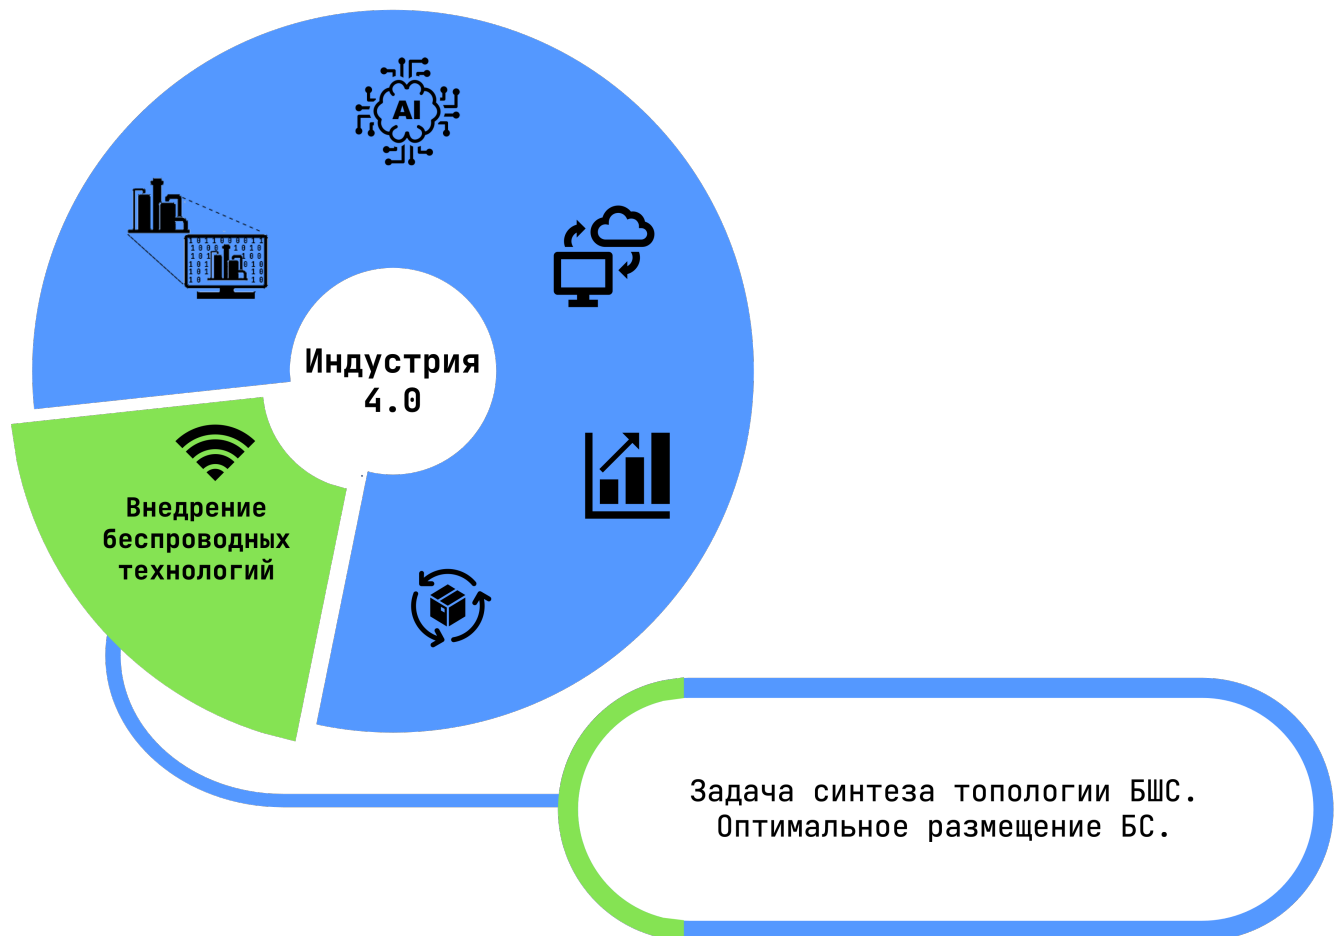 AI
Индустрия
4.0
Внедрение
беспроводных
технологий
Задача синтеза топологии БШС.
Оптимальное размещение БС.